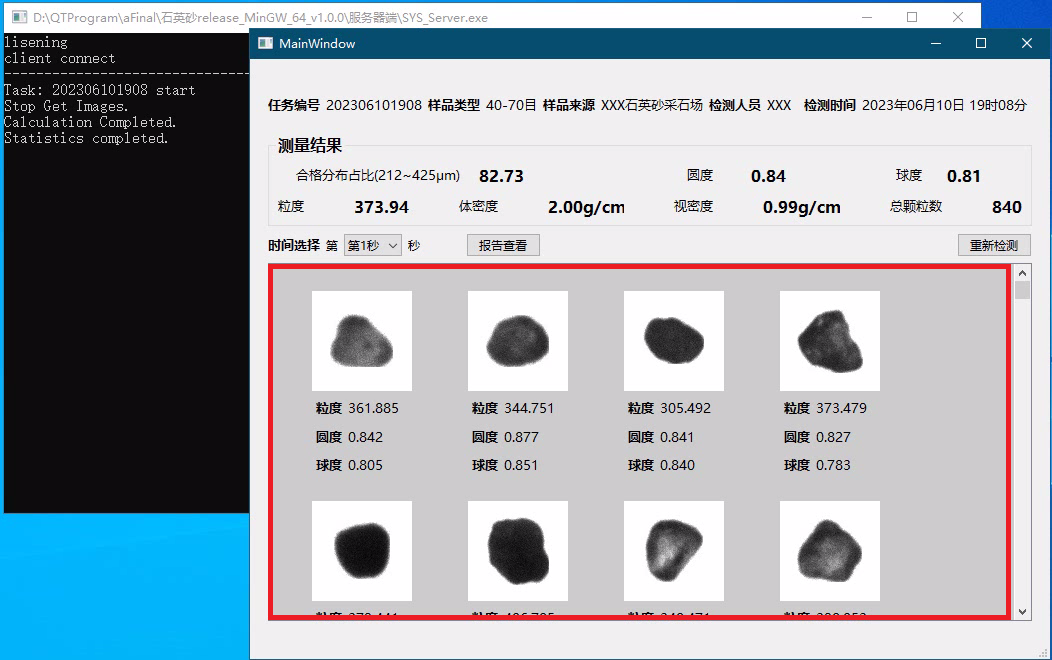 D:\QTProgram\aFinal\石英砂release_MinGW_64_v1.0.0\服务器端\SYS_Server.exe
lisening
client connect
Task: 202306101908 start
Stop Get Images.
Calculation Completed.
Statistics completed.
MainWindow
任务编号 202306101908 样品类型 40-70目 样品来源 XXX石英砂采石场 检测人员 XXX 检测时间 2023年06月10日 19时08分
测量结果
合格分布占比(212~425μm) 82.73 圆度 0.84 球度 0.81
粒度 373.94 体密度 2.00g/cm 视密度 0.99g/cm 总颗粒数 840
时间选择 第 第1秒 秒 报告查看 重新检测
粒度 361.885 粒度 344.751 粒度 305.492 粒度 373.479
圆度 0.842 圆度 0.877 圆度 0.841 圆度 0.827
球度 0.805 球度 0.851 球度 0.840 球度 0.783